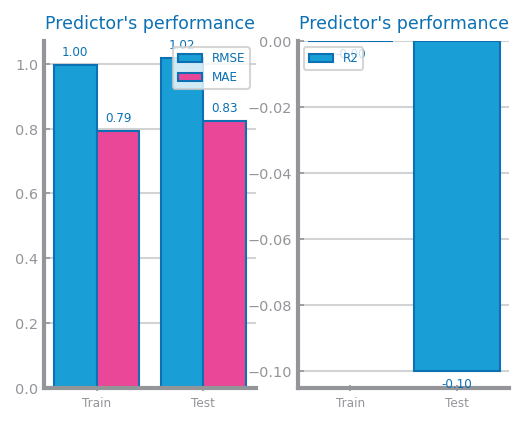 Predictor's performance
Predictor's performance
1.00
1.02
0.79
0.83
RMSE
MAE
1.0
0.8
0.6
0.4
0.2
0.0
Train
Test
R2
0.00
−0.02
−0.04
−0.06
−0.08
−0.10
-0.10
Train
Test